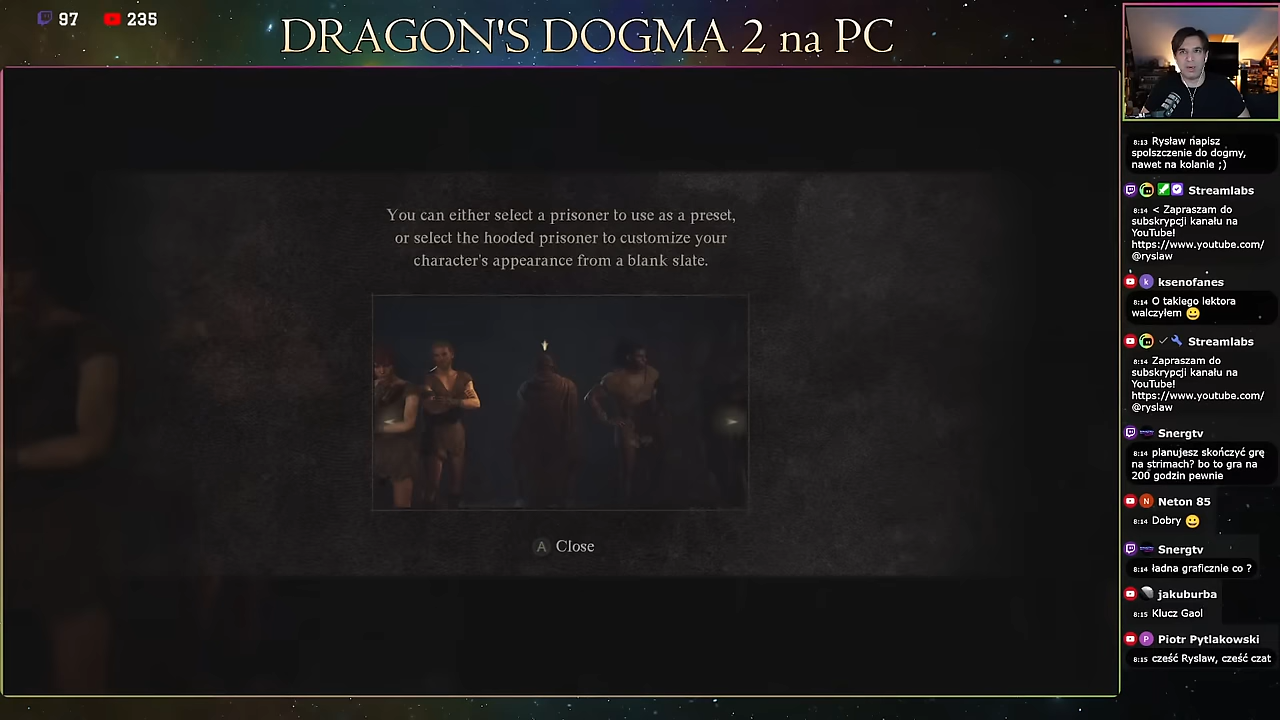 97
235
DRAGON'S DOGMA 2 na PC
You can either select a prisoner to use as a preset,
or select the hooded prisoner to customize your
character's appearance from a blank slate.
A Close
8:13 Rysław napisz
spolszczenie do dogmy,
nawet na kolanie ;)
Streamlabs
8:14 < Zapraszam do
subskrypcji kanału na
YouTube!
https://www.youtube.com/
@ryslaw
k ksenofanes
8:14 O takiego lektora
walczyłem 😀
Streamlabs
8:14 Zapraszam do
subskrypcji kanału na
YouTube!
https://www.youtube.com/
@ryslaw
Snergtv
8:14 planujesz skończyć grę
na strimach? bo to gra na
200 godzin pewnie
N Neton 85
8:14 Dobry 😀
Snergtv
8:14 ładna graficznie co ?
jakuburba
8:15 Klucz Gaol
P Piotr Pytlakowski
8:15 cześć Ryslaw, cześć czat